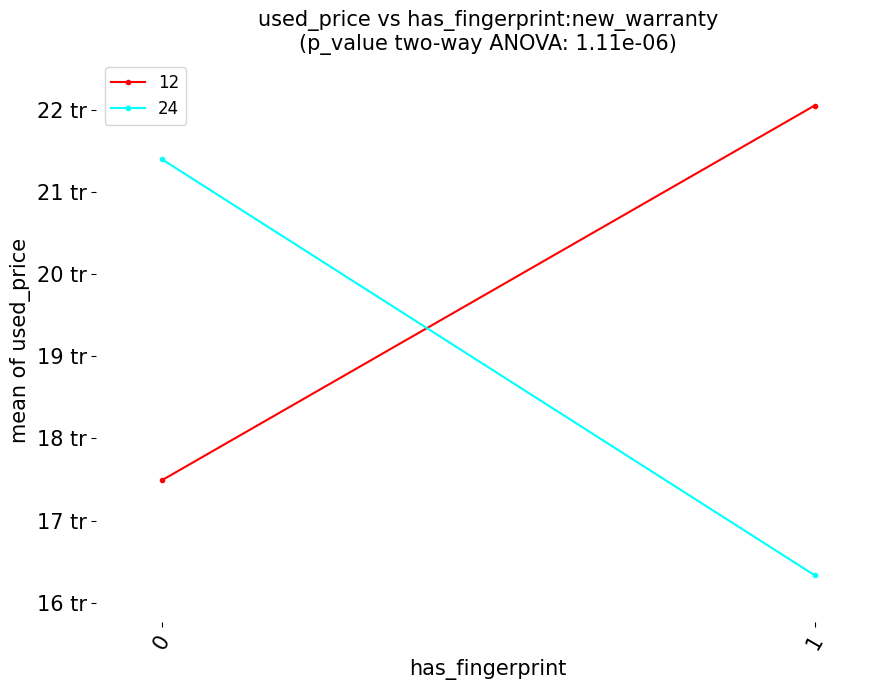 used_price vs has_fingerprint:new_warranty
(p_value two-way ANOVA: 1.11e-06)
12
24
22 tr
21 tr
20 tr
19 tr
18 tr
17 tr
16 tr
mean of used_price
0
1
has_fingerprint